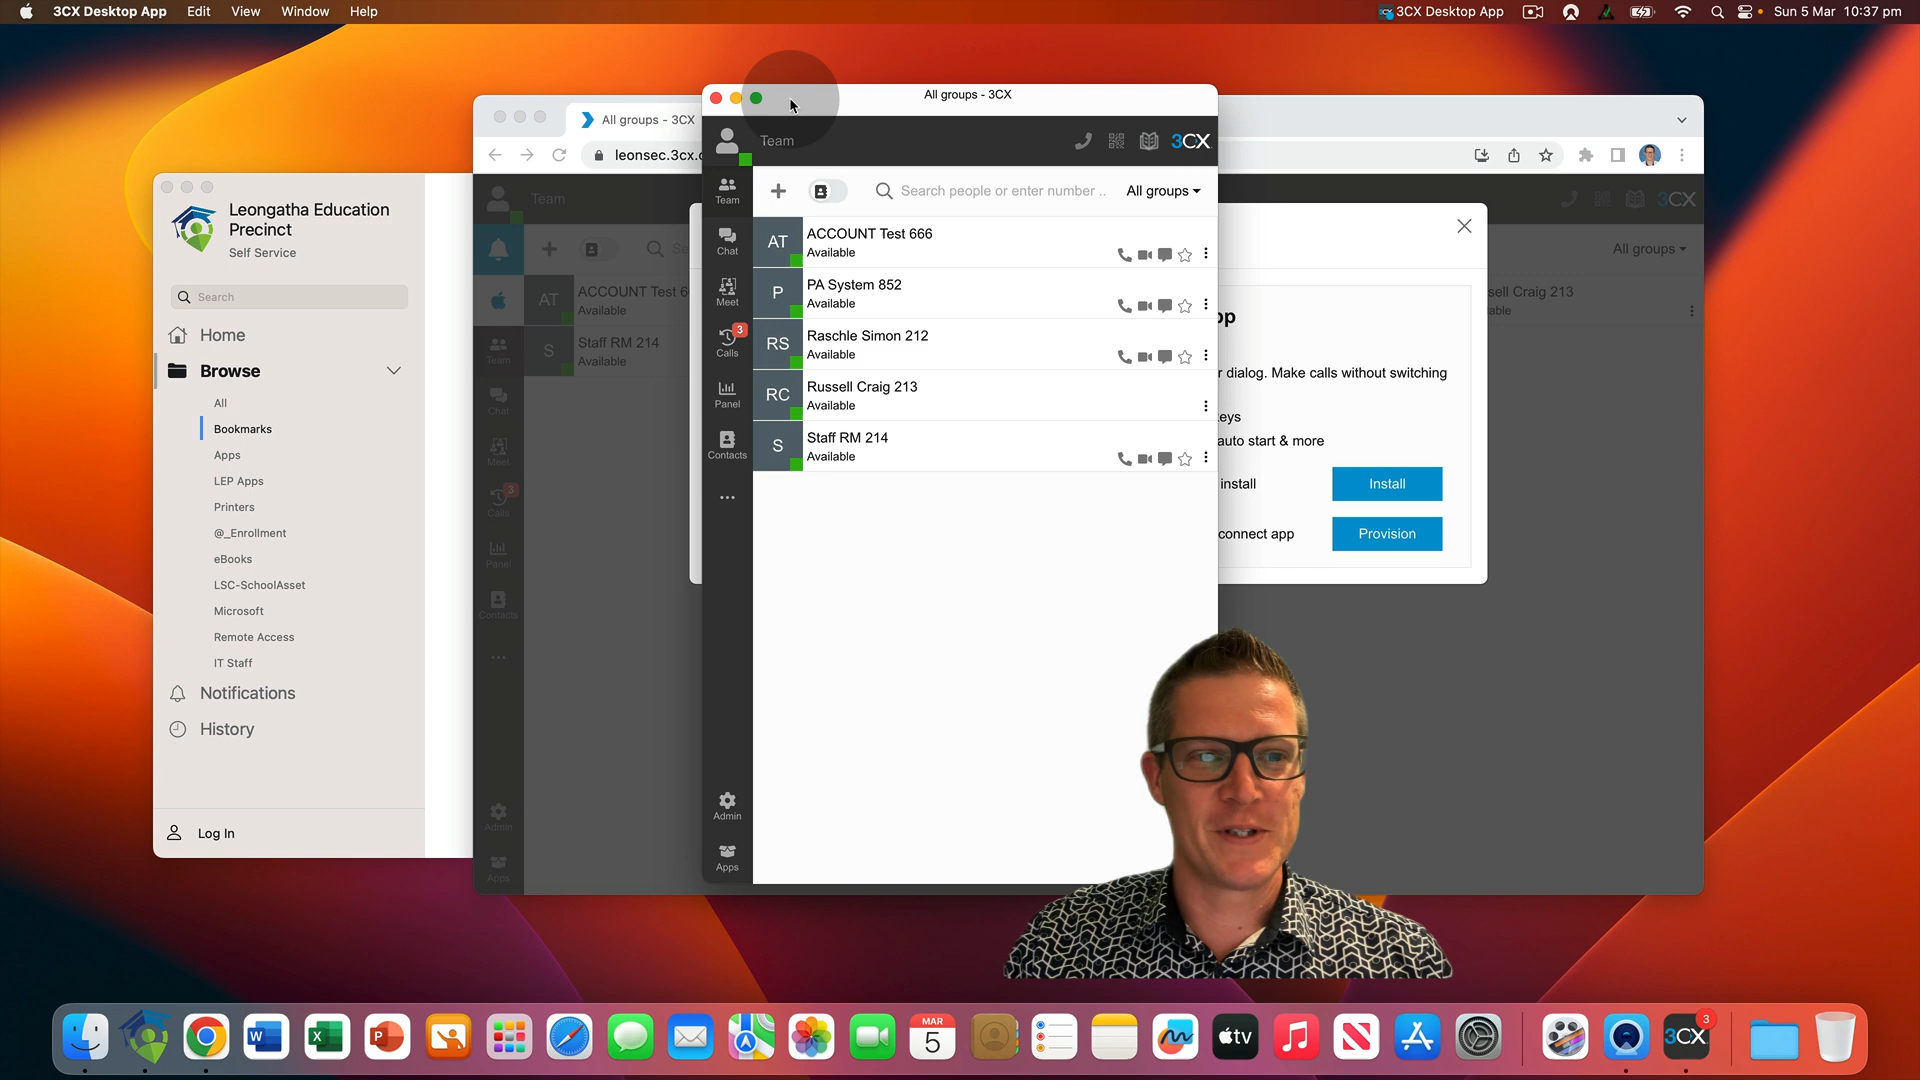 3CX Desktop App Edit View Window Help
3CX Desktop App Sun 5 Mar 10:37 pm
All groups - 3CX
leonsec.3cx.c
Team
3CX
All groups
AT
ACCOUNT Test 6
Available
S
Staff RM 214
Available
sell Craig 213
able
Team
Chat
Meet
3
Calls
Panel
Contacts
Admin
Apps
Leongatha Education
Precinct
Self Service
Search
Home
Browse
All
Bookmarks
Apps
LEP Apps
Printers
@_Enrollment
eBooks
LSC-SchoolAsset
Microsoft
Remote Access
IT Staff
Notifications
History
Log In
All groups - 3CX
Team
3CX
Search people or enter number ..
All groups
Team
Chat
Meet
3
Calls
Panel
Contacts
Admin
Apps
AT
ACCOUNT Test 666
Available
P
PA System 852
Available
RS
Raschle Simon 212
Available
RC
Russell Craig 213
Available
S
Staff RM 214
Available
r dialog. Make calls without switching
auto start & more
install
Install
connect app
Provision
W
X
P
MAR
5
tv
N
3CX
3